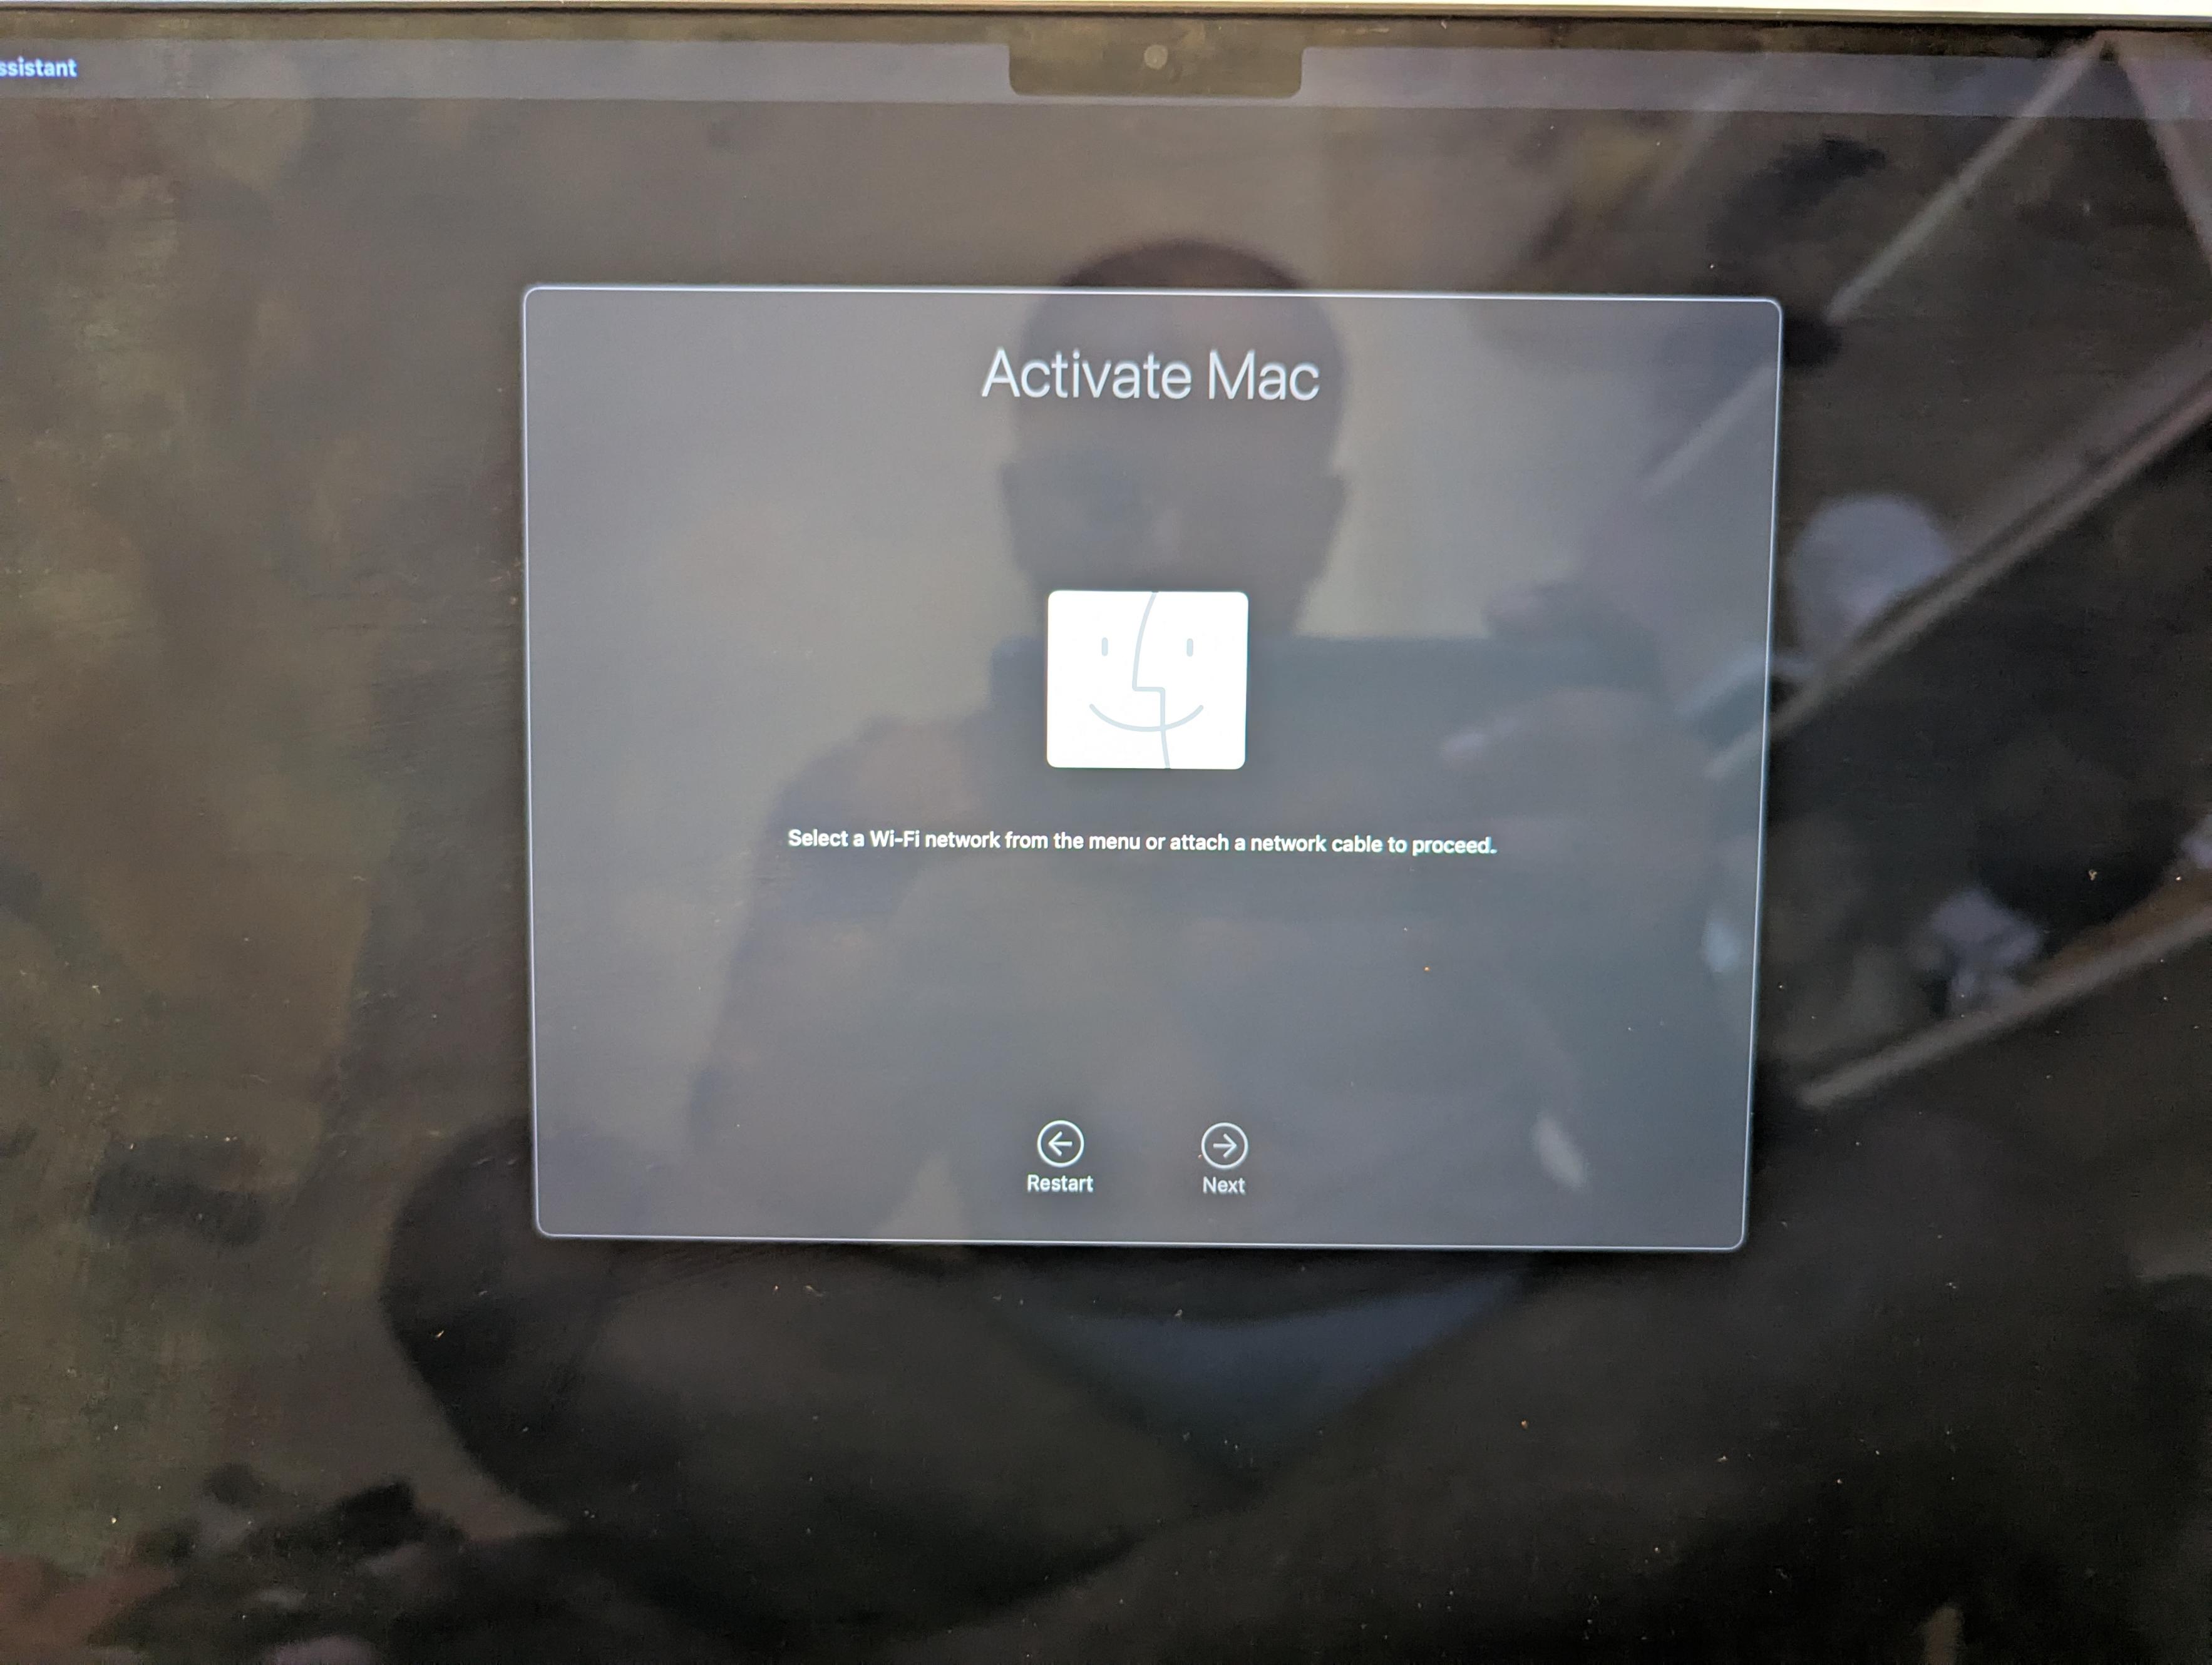 ssistant
Activate Mac
Select a Wi-Fi network from the menu or attach a network cable to proceed.
Restart
Next